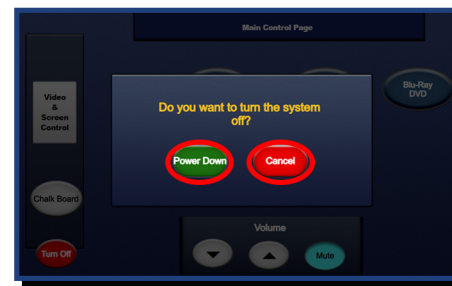 Main Control Page
Blu-Ray
DVD
Video
&
Screen
Control
Do you want to turn the system
off?
Power Down
Cancel
Chalk Board
Volume
Turn Off
Mute